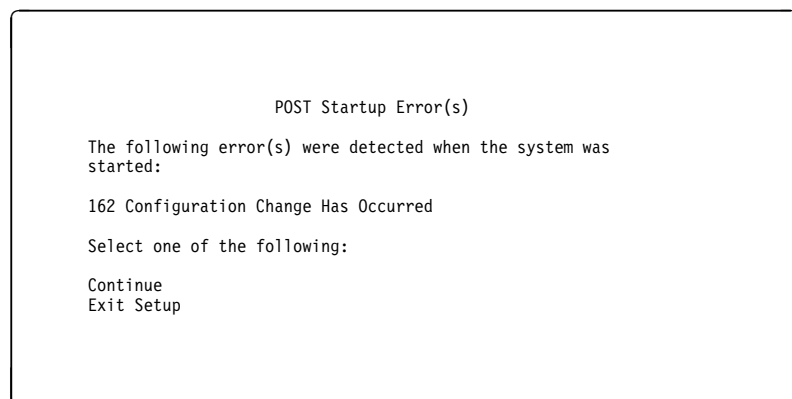 POST Startup Error(s)
The following error(s) were detected when the system was
started:
162 Configuration Change Has Occurred
Select one of the following:
Continue
Exit Setup